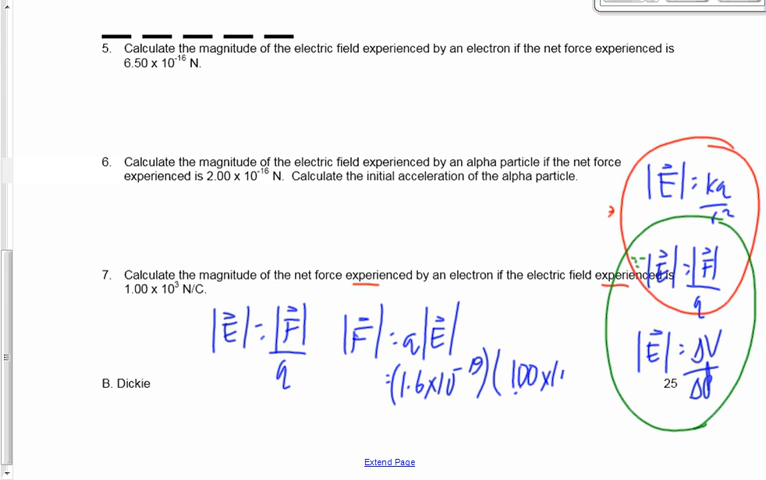 5. Calculate the magnitude of the electric field experienced by an electron if the net force experienced is
6.50 x 10⁻¹⁶ N.
6. Calculate the magnitude of the electric field experienced by an alpha particle if the net force
experienced is 2.00 x 10⁻¹⁶ N. Calculate the initial acceleration of the alpha particle.
|E⃗| = kq/r²
7. Calculate the magnitude of the net force experienced by an electron if the electric field experienced is
1.00 x 10³ N/C.
|E⃗| = |F⃗|/q
|E⃗| = |F⃗|/q |F⃗| = q|E⃗|
= (1.6x10⁻¹⁹)(1.00x1
|E⃗| = ΔV/Δd
B. Dickie 25
Extend Page